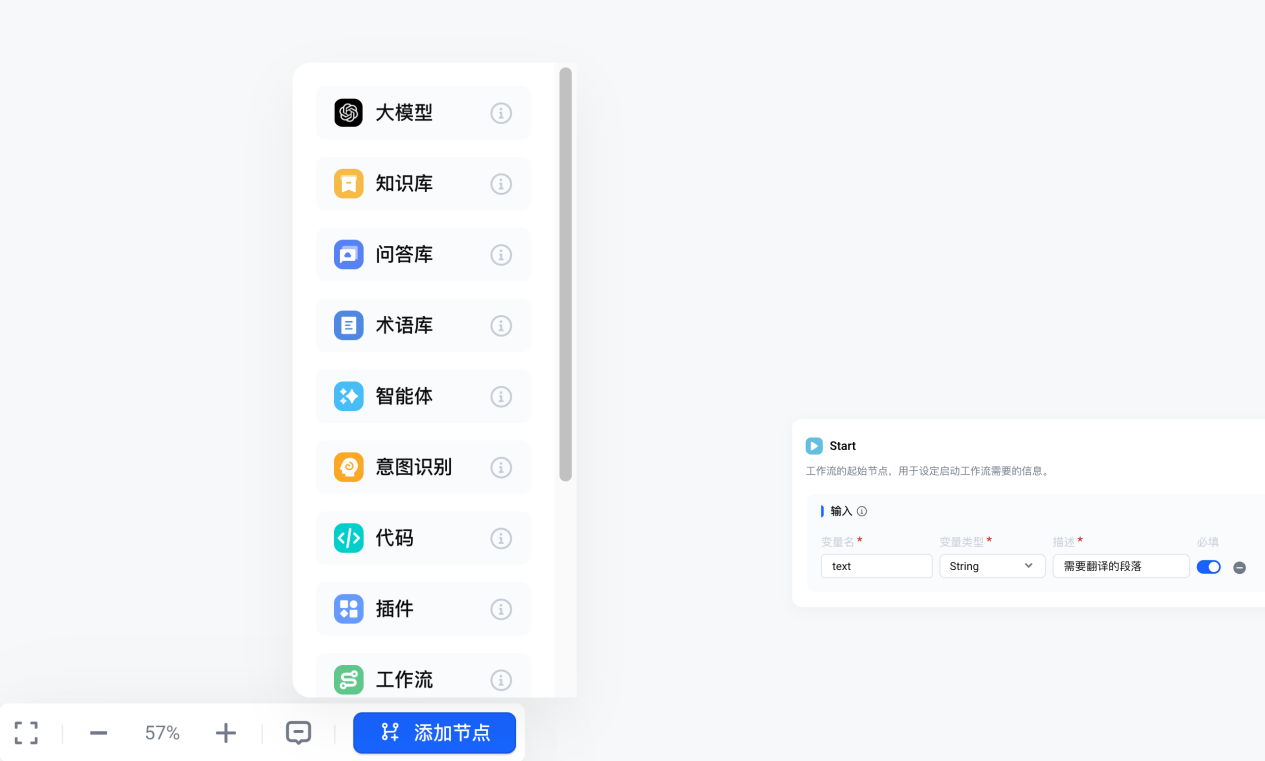 大模型
知识库
问答库
术语库
智能体
意图识别
代码
插件
工作流
57%
添加节点
Start
工作流的起始节点，用于设定启动工作流需要的信息。
输入
变量名* 变量类型* 描述* 必填
text String 需要翻译的段落